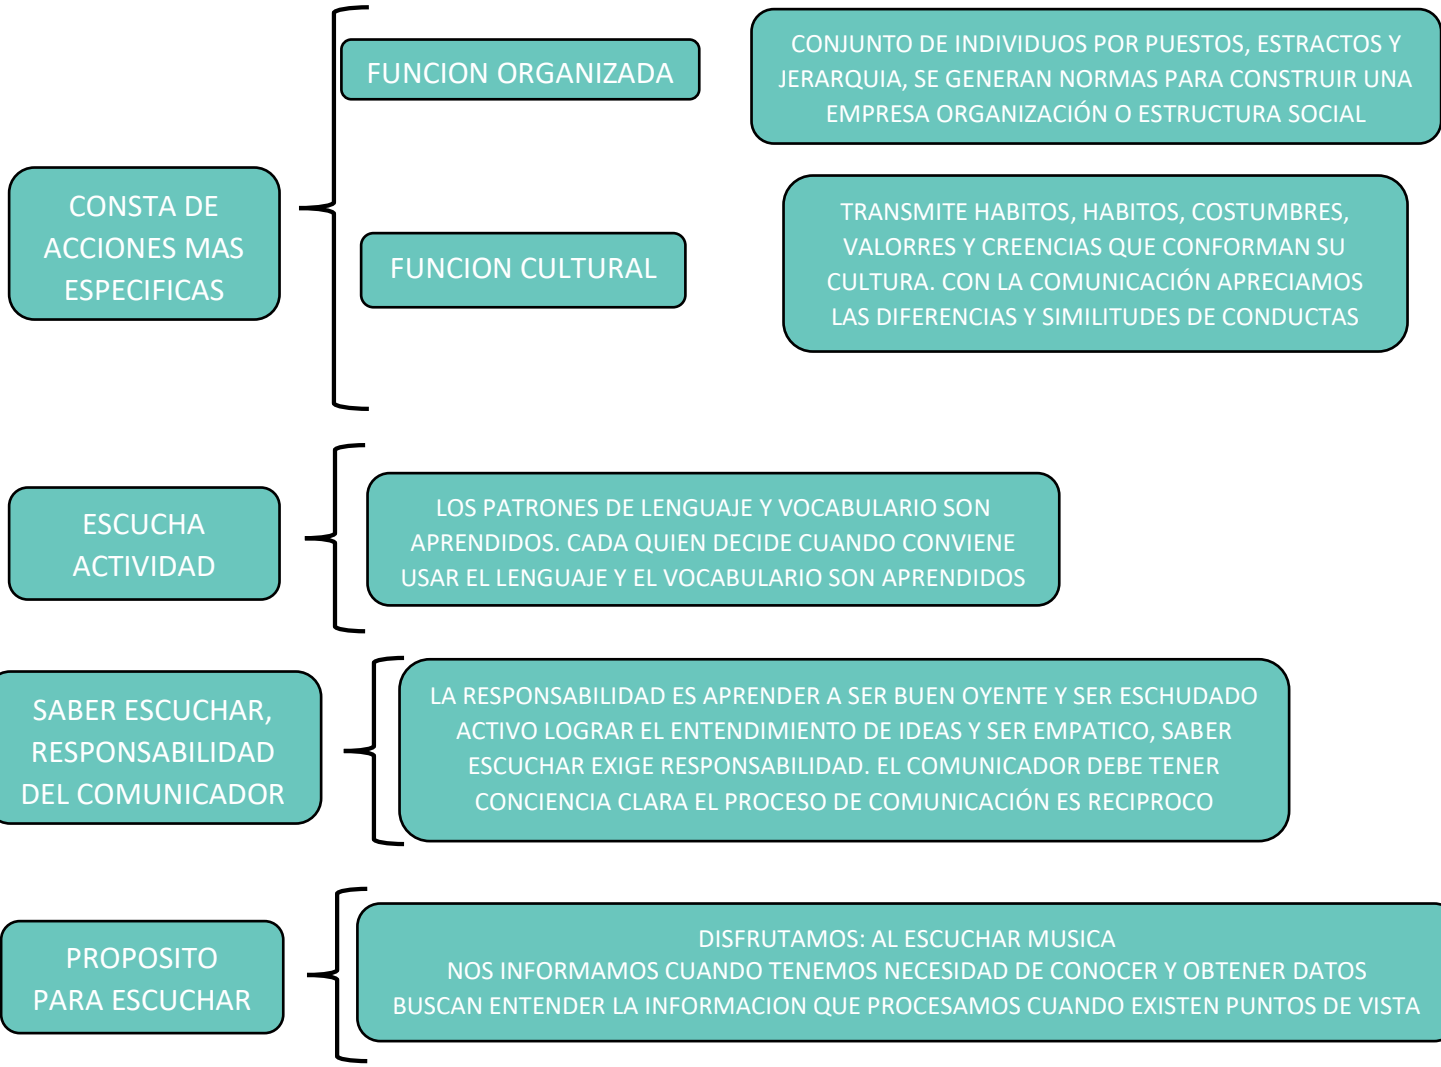 CONSTA DE
ACCIONES MAS
ESPECIFICAS
FUNCION ORGANIZADA
CONJUNTO DE INDIVIDUOS POR PUESTOS, ESTRACTOS Y
JERARQUIA, SE GENERAN NORMAS PARA CONSTRUIR UNA
EMPRESA ORGANIZACIÓN O ESTRUCTURA SOCIAL
FUNCION CULTURAL
TRANSMITE HABITOS, HABITOS, COSTUMBRES,
VALORRES Y CREENCIAS QUE CONFORMAN SU
CULTURA. CON LA COMUNICACIÓN APRECIAMOS
LAS DIFERENCIAS Y SIMILITUDES DE CONDUCTAS
ESCUCHA
ACTIVIDAD
LOS PATRONES DE LENGUAJE Y VOCABULARIO SON
APRENDIDOS. CADA QUIEN DECIDE CUANDO CONVIENE
USAR EL LENGUAJE Y EL VOCABULARIO SON APRENDIDOS
SABER ESCUCHAR,
RESPONSABILIDAD
DEL COMUNICADOR
LA RESPONSABILIDAD ES APRENDER A SER BUEN OYENTE Y SER ESCHUDADO
ACTIVO LOGRAR EL ENTENDIMIENTO DE IDEAS Y SER EMPATICO, SABER
ESCUCHAR EXIGE RESPONSABILIDAD. EL COMUNICADOR DEBE TENER
CONCIENCIA CLARA EL PROCESO DE COMUNICACIÓN ES RECIPROCO
PROPOSITO
PARA ESCUCHAR
DISFRUTAMOS: AL ESCUCHAR MUSICA
NOS INFORMAMOS CUANDO TENEMOS NECESIDAD DE CONOCER Y OBTENER DATOS
BUSCAN ENTENDER LA INFORMACION QUE PROCESAMOS CUANDO EXISTEN PUNTOS DE VISTA